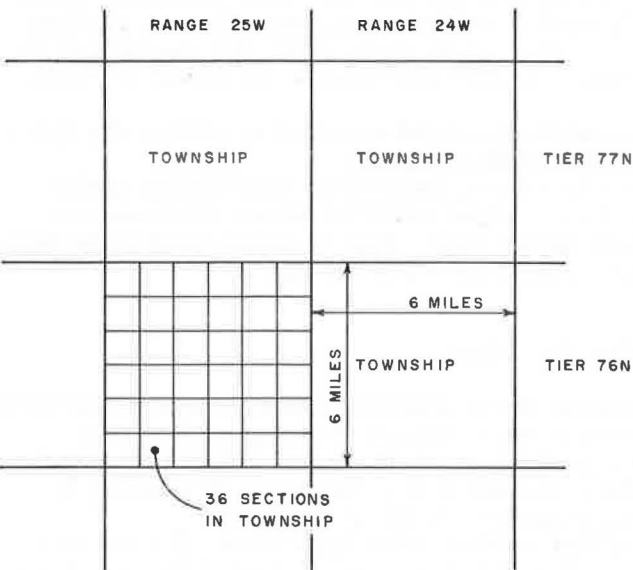 RANGE 25W
RANGE 24W
TOWNSHIP
TOWNSHIP
TIER 77N
6 MILES
6 MILES
TOWNSHIP
TIER 76N
36 SECTIONS
IN TOWNSHIP